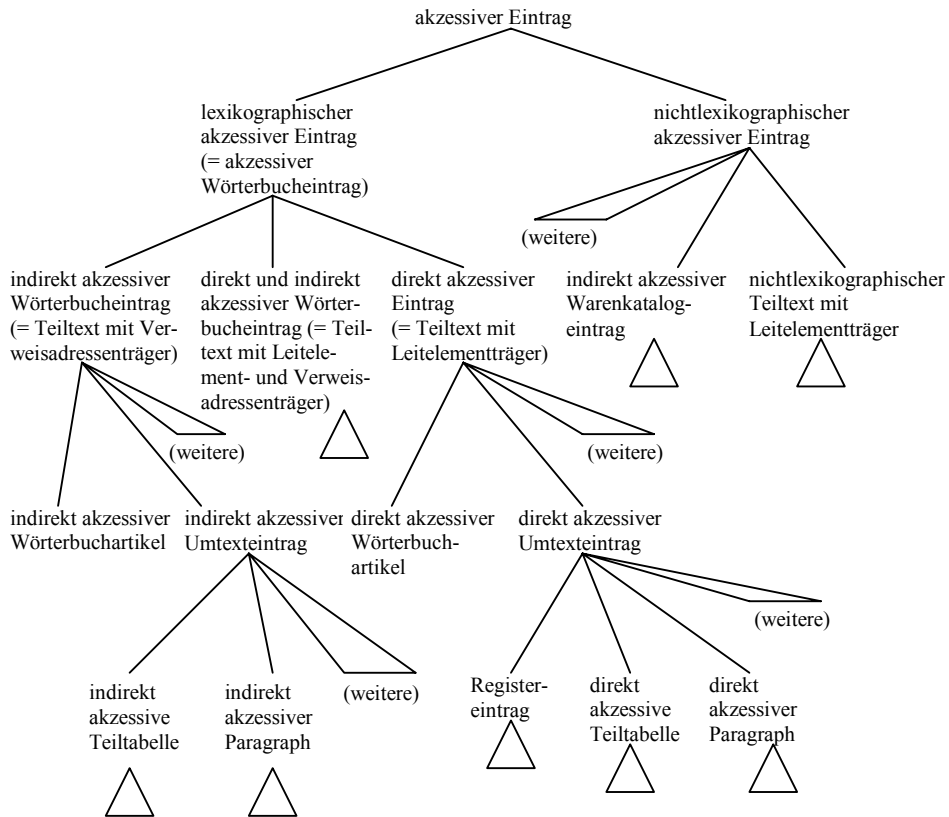 akzessiver Eintrag
lexikographischer
akzessiver Eintrag
(= akzessiver
Wörterbucheintrag)
nichtlexikographischer
akzessiver Eintrag
(weitere)
indirekt akzessiver
Wörterbucheintrag
(= Teiltext mit Ver-
weisadressenträger)
direkt und indirekt
akzessiver Wörter-
bucheintrag (= Teil-
text mit Leitele-
ment- und Verweis-
adressenträger)
direkt akzessiver
Eintrag
(= Teiltext mit
Leitelementträger)
indirekt akzessiver
Warenkatalog-
eintrag
nichtlexikographischer
Teiltext mit
Leitelementträger
(weitere)
(weitere)
indirekt akzessiver
Wörterbuchartikel
indirekt akzessiver
Umtexteintrag
direkt akzessiver
Wörterbuch-
artikel
direkt akzessiver
Umtexteintrag
(weitere)
indirekt
akzessive
Teiltabelle
indirekt
akzessiver
Paragraph
(weitere)
Register-
eintrag
direkt
akzessive
Teiltabelle
direkt
akzessiver
Paragraph